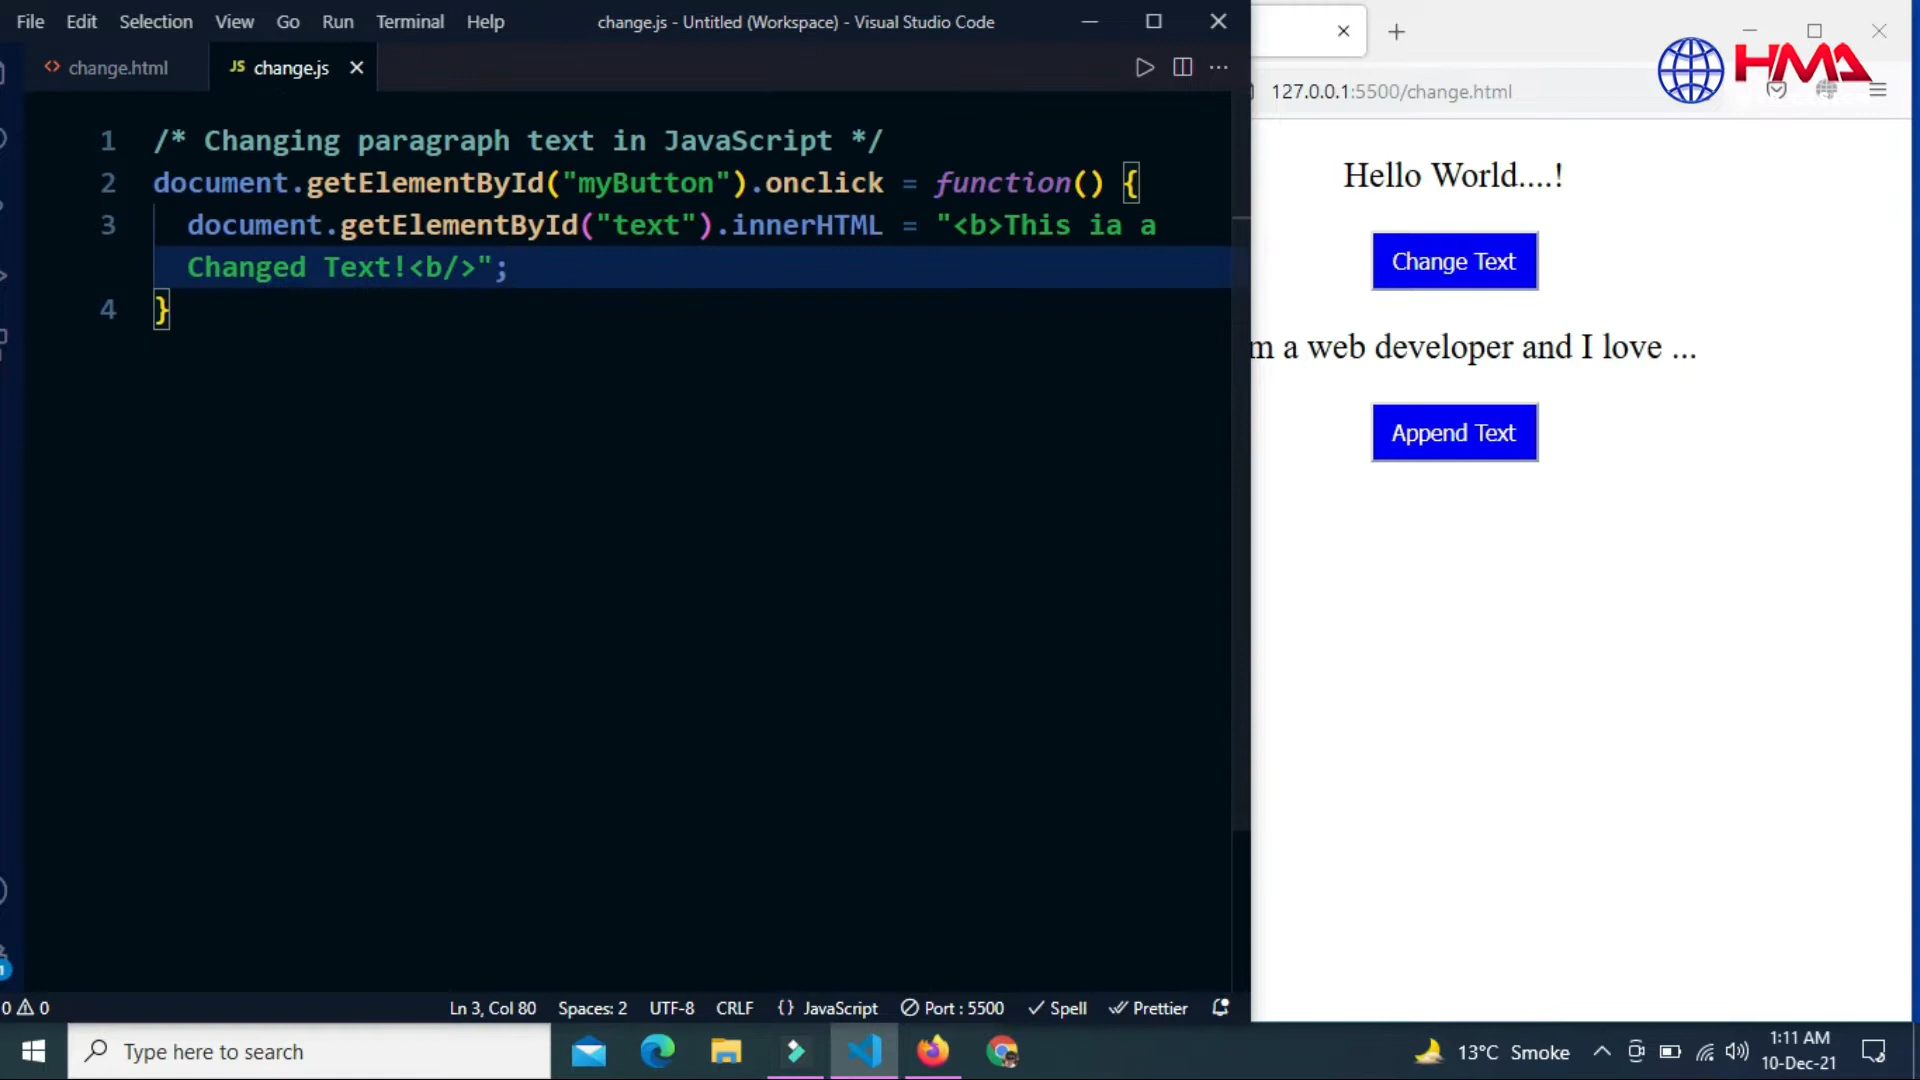 File Edit Selection View Go Run Terminal Help
change.js - Untitled (Workspace) - Visual Studio Code
change.html
JS change.js
1 /* Changing paragraph text in JavaScript */
2 document.getElementById("myButton").onclick = function() {
3 document.getElementById("text").innerHTML = "<b>This ia a
Changed Text!<b/>";
4 }
0 0
Ln 3, Col 80 Spaces: 2 UTF-8 CRLF {} JavaScript Port : 5500 Spell Prettier
HMA
127.0.0.1:5500/change.html
Hello World....!
Change Text
m a web developer and I love ...
Append Text
Type here to search
13°C Smoke
1:11 AM
10-Dec-21